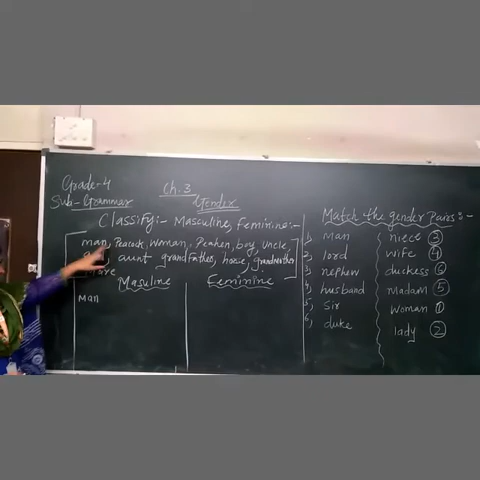 Grade-4
Ch. 3
Sub- Grammar
Gender
Classify:- Masculine, Feminine:-
man, Peacock, woman, Peahen, boy, uncle,
aunt grandfather, horse, grandmother
Masuline
Feminine
man
Match the gender Pairs:-
1, man niece 3
2, lord wife 4
3, nephew duchess 6
4, husband madam 5
5, Sir woman 1
6, duke lady 2